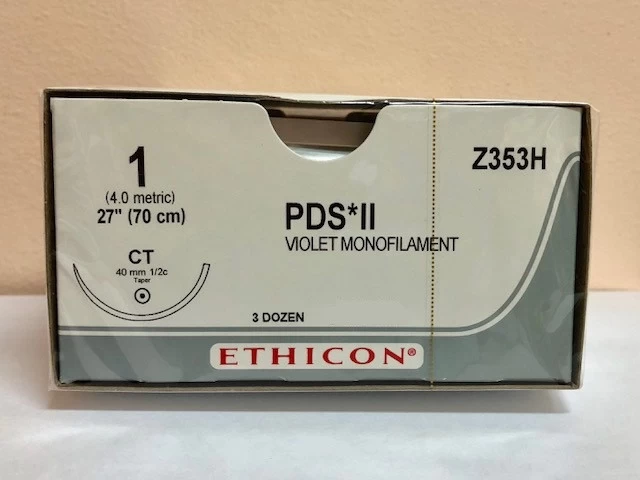 1
(4.0 metric)
27" (70 cm)
CT
40 mm 1/2c
Taper
PDS*II
VIOLET MONOFILAMENT
Z353H
3 DOZEN
ETHICON®